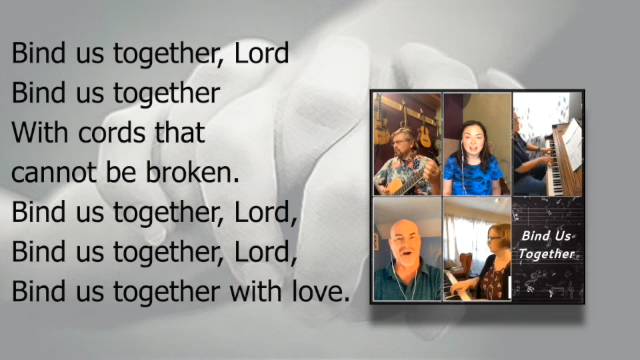 Bind us together, Lord
Bind us together
With cords that
cannot be broken.
Bind us together, Lord,
Bind us together, Lord,
Bind us together with love.
Bind Us
Together